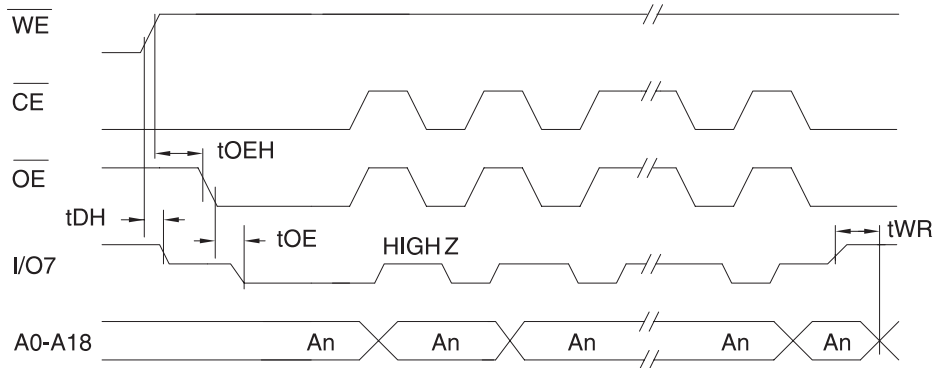 WE
CE
tOEH
OE
tDH
tOE
tWR
HIGH Z
I/O7
A0-A18 An An An An An